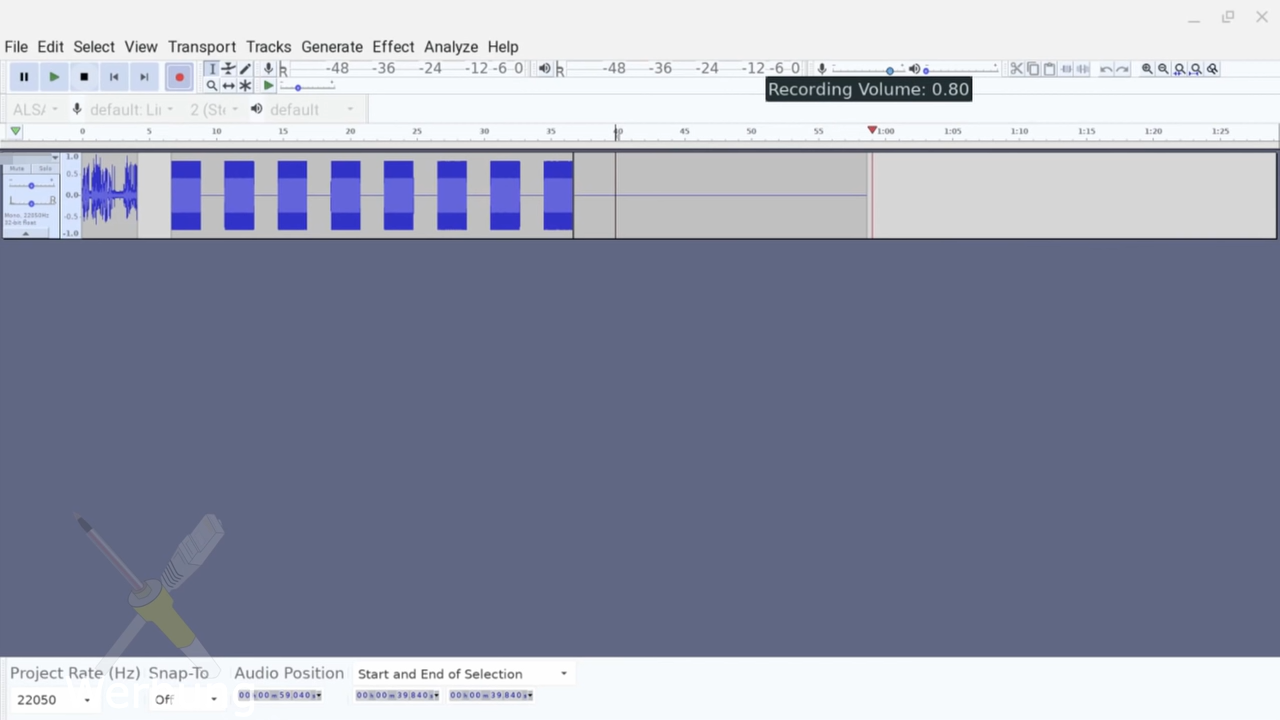 File Edit Select View Transport Tracks Generate Effect Analyze Help
-48 -36 -24 -12 -6 0 -48 -36 -24 -12 -6 0
Recording Volume: 0.80
ALSA default: Lin 2 (Ste default
0 5 10 15 20 25 30 35 40 45 50 55 1:00 1:05 1:10 1:15 1:20 1:25
Mute Solo
L R
Mono, 22050Hz
32-bit float
1.0
0.5
0.0
-0.5
-1.0
Project Rate (Hz) Snap-To Audio Position Start and End of Selection
22050 Off 00 h 00 m 59.040 s 00 h 00 m 39.840 s 00 h 00 m 39.840 s
Werbung